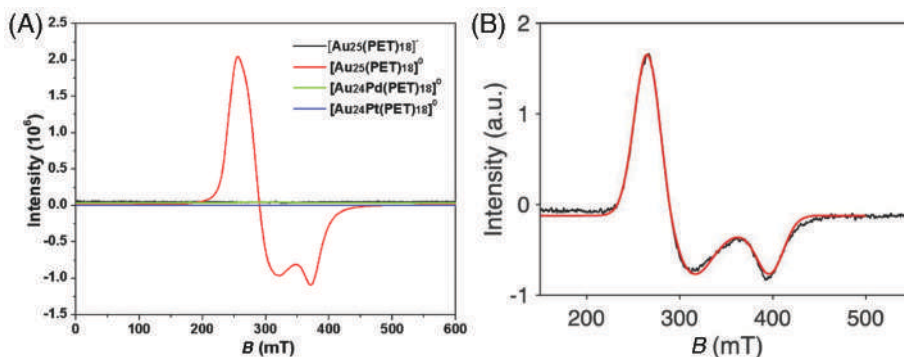 (A)
2.5
2.0
1.5
1.0
0.5
0.0
-0.5
-1.0
-1.5
Intensity (10⁶)
0 100 200 300 400 500 600
B (mT)
[Au25(PET)18]⁻
[Au25(PET)18]⁰
[Au24Pd(PET)18]⁰
[Au24Pt(PET)18]⁰
(B)
2
1
0
-1
Intensity (a.u.)
200 300 400 500
B (mT)